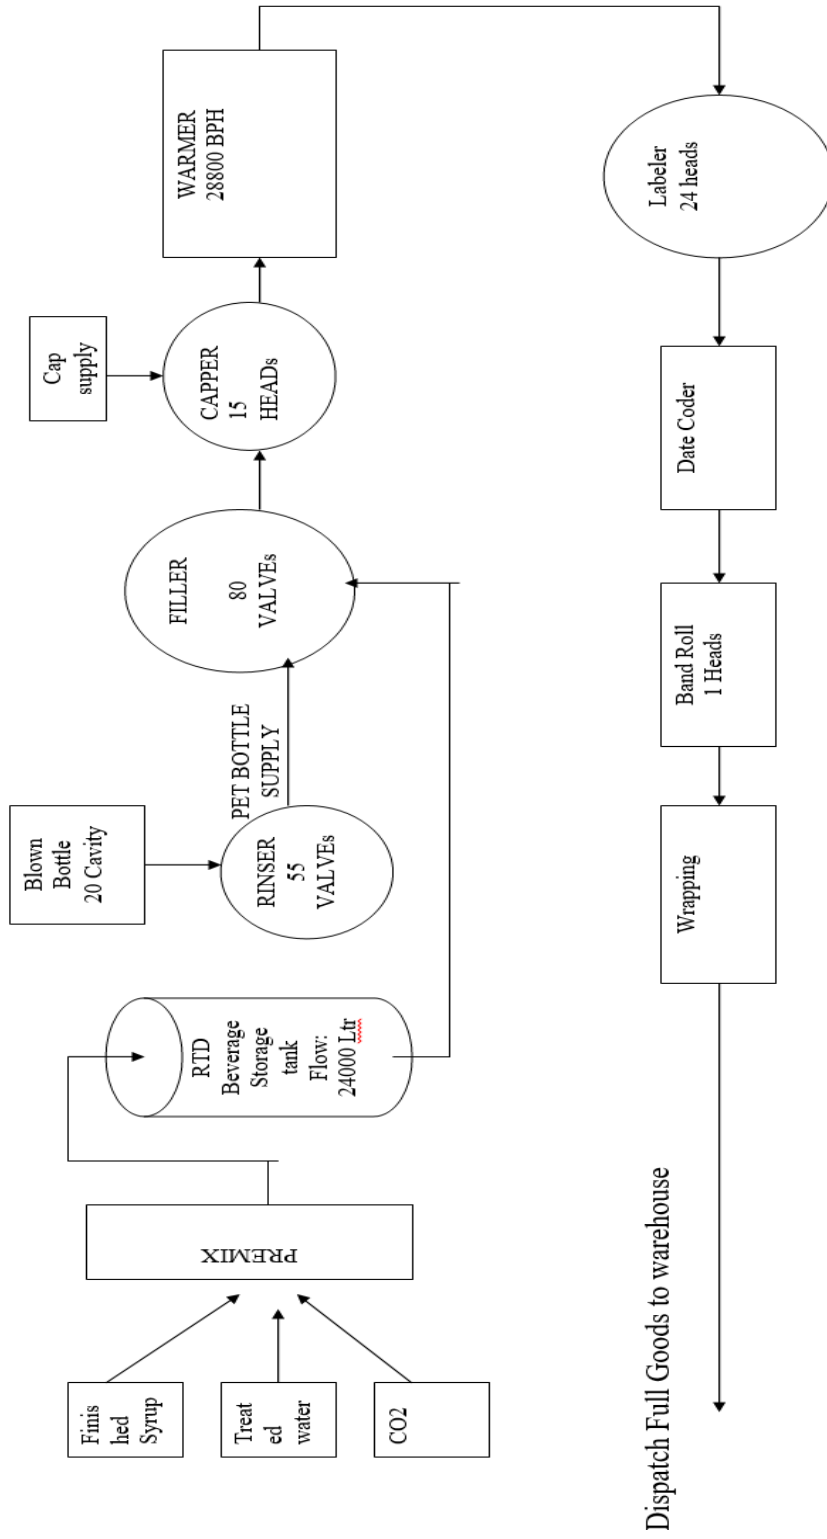 Finis
hed
Syrup
Treat
ed
water
CO2
PREMIX
RTD
Beverage
Storage
tank
Flow:
24000 Ltr
Blown
Bottle
20 Cavity
RINSER
55
VALVEs
PET BOTTLE
SUPPLY
FILLER
80
VALVEs
Cap
supply
CAPPER
15
HEADs
WARMER
28800 BPH
Labeler
24 heads
Date Coder
Band Roll
1 Heads
Wrapping
Dispatch Full Goods to warehouse